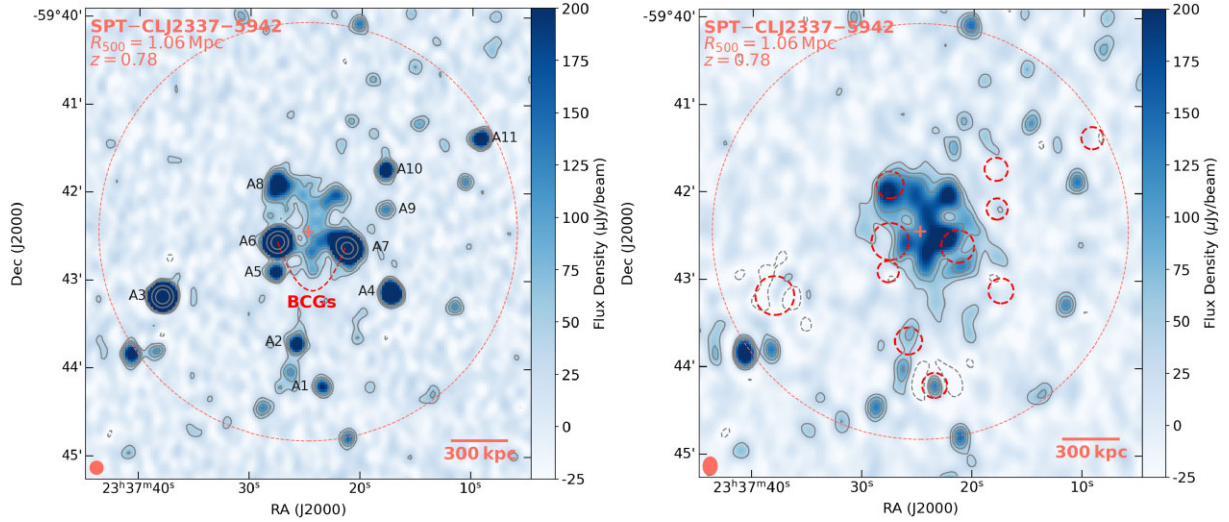 SPT−CLJ2337−5942
R500 = 1.06 Mpc
z = 0.78
A11
A10
A9
A8
A7
A6
A5
A4
A3
A2
A1
BCGs
300 kpc
-59°40'
41'
42'
43'
44'
45'
Dec (J2000)
23ʰ37ᵐ40ˢ
30ˢ
20ˢ
10ˢ
RA (J2000)
200
175
150
125
100
75
50
25
0
-25
Flux Density (μJy/beam)
SPT−CLJ2337−5942
R500 = 1.06 Mpc
z = 0.78
300 kpc
-59°40'
41'
42'
43'
44'
45'
Dec (J2000)
23ʰ37ᵐ40ˢ
30ˢ
20ˢ
10ˢ
RA (J2000)
200
175
150
125
100
75
50
25
0
-25
Flux Density (μJy/beam)